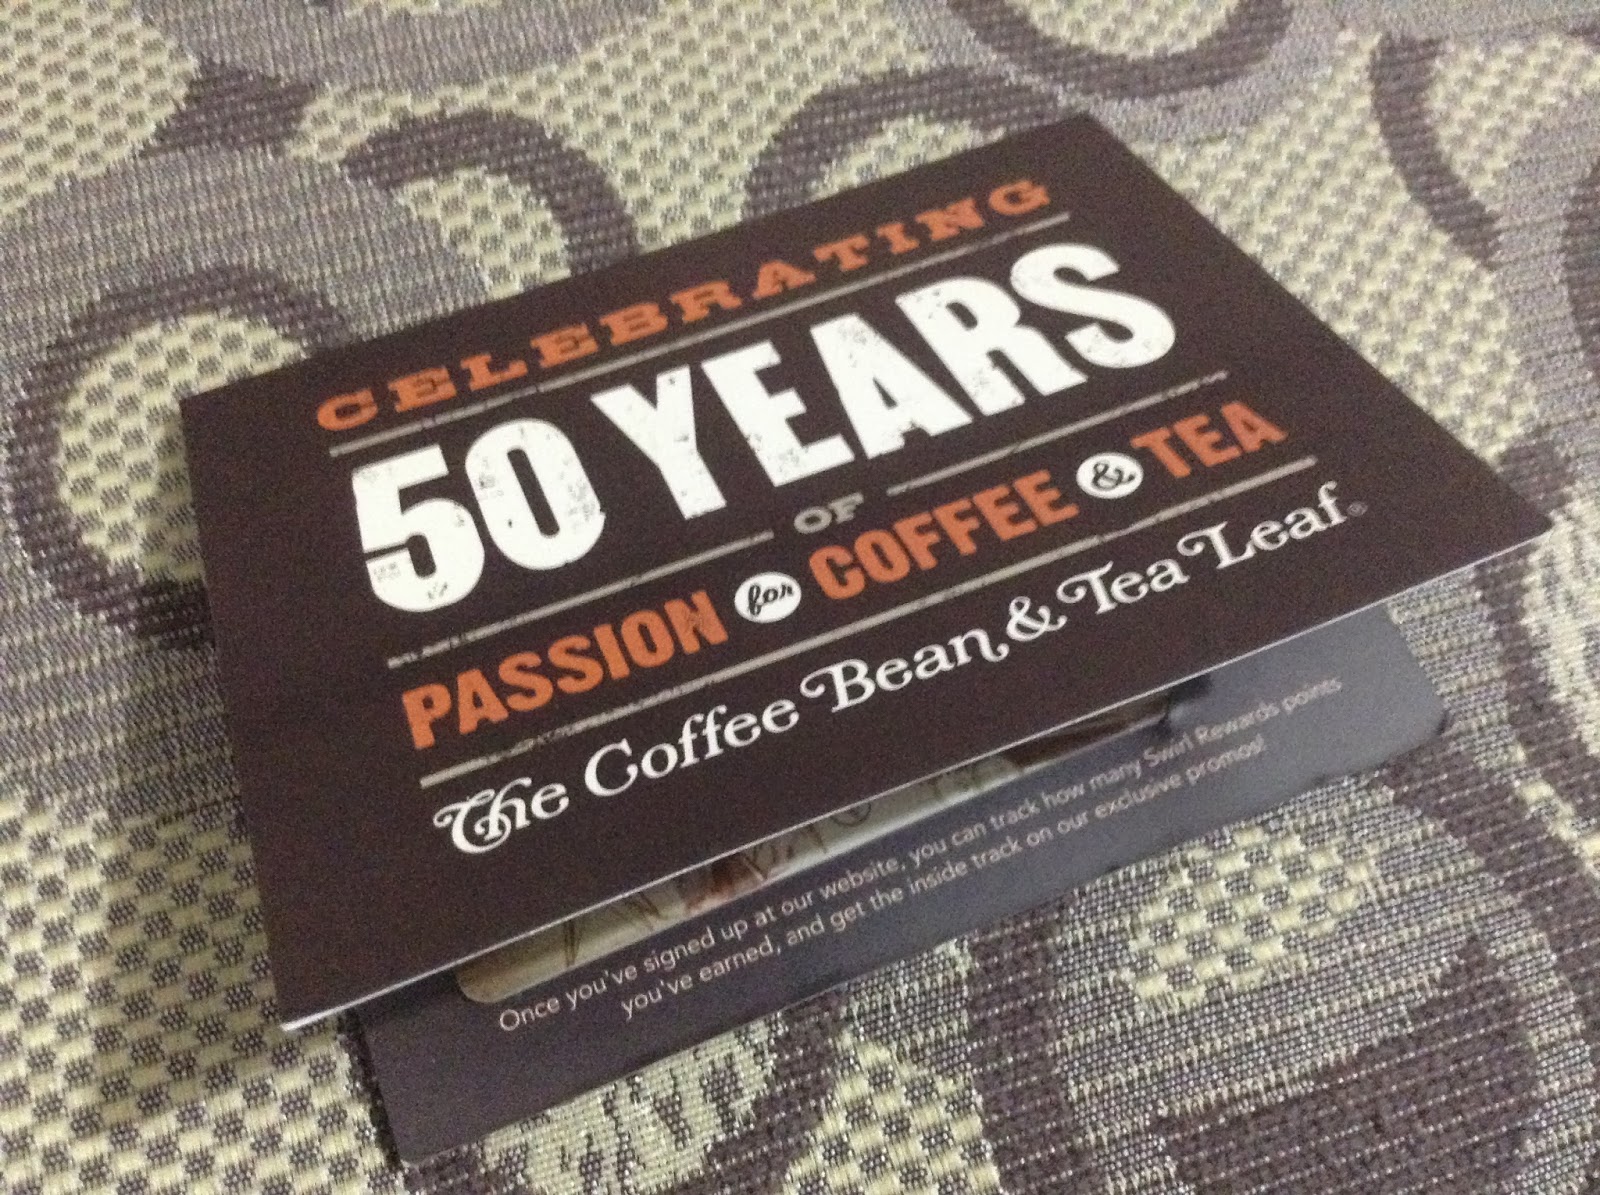 CELEBRATING
50 YEARS
OF
PASSION for COFFEE & TEA
The Coffee Bean & Tea Leaf®
Once you've signed up at our website, you can track how many Swirl Rewards points
you've earned, and get the inside track on our exclusive promos!